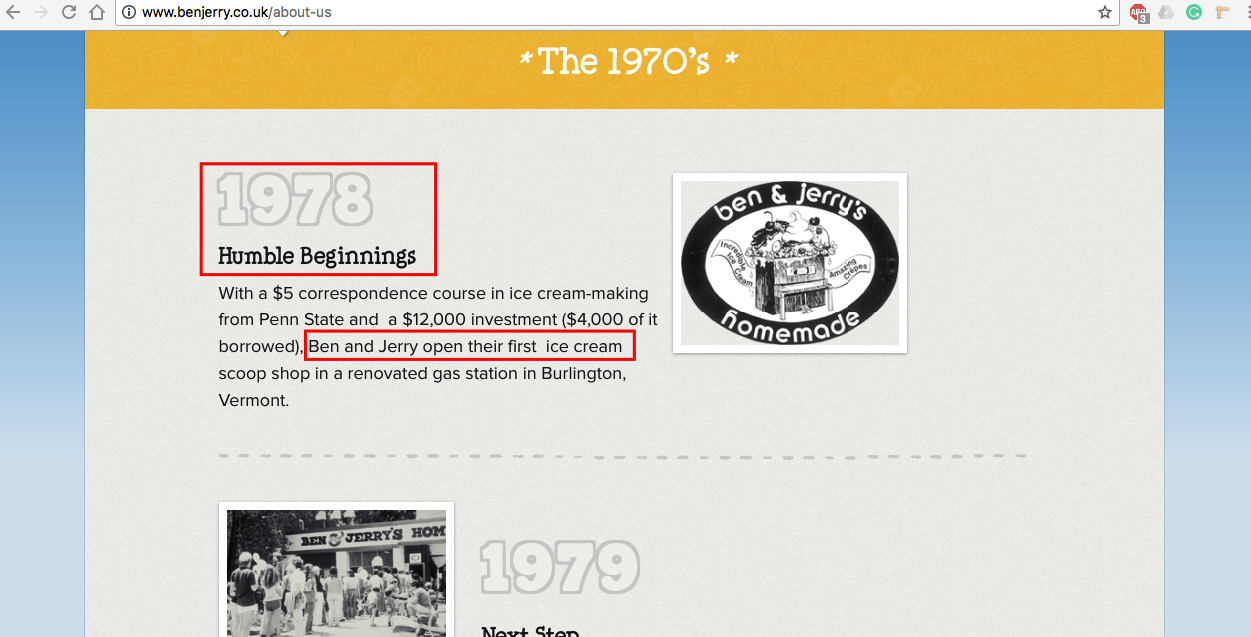 www.benjerry.co.uk/about-us
ABP
3
*The 1970's *
1978
Humble Beginnings
With a $5 correspondence course in ice cream-making
from Penn State and  a $12,000 investment ($4,000 of it
borrowed), Ben and Jerry open their first  ice cream
scoop shop in a renovated gas station in Burlington,
Vermont.
ben & jerry's
Incredible
Ice Cream
Amazing
Crêpes
homemade
BEN & JERRY'S HOM
1979
Next Step